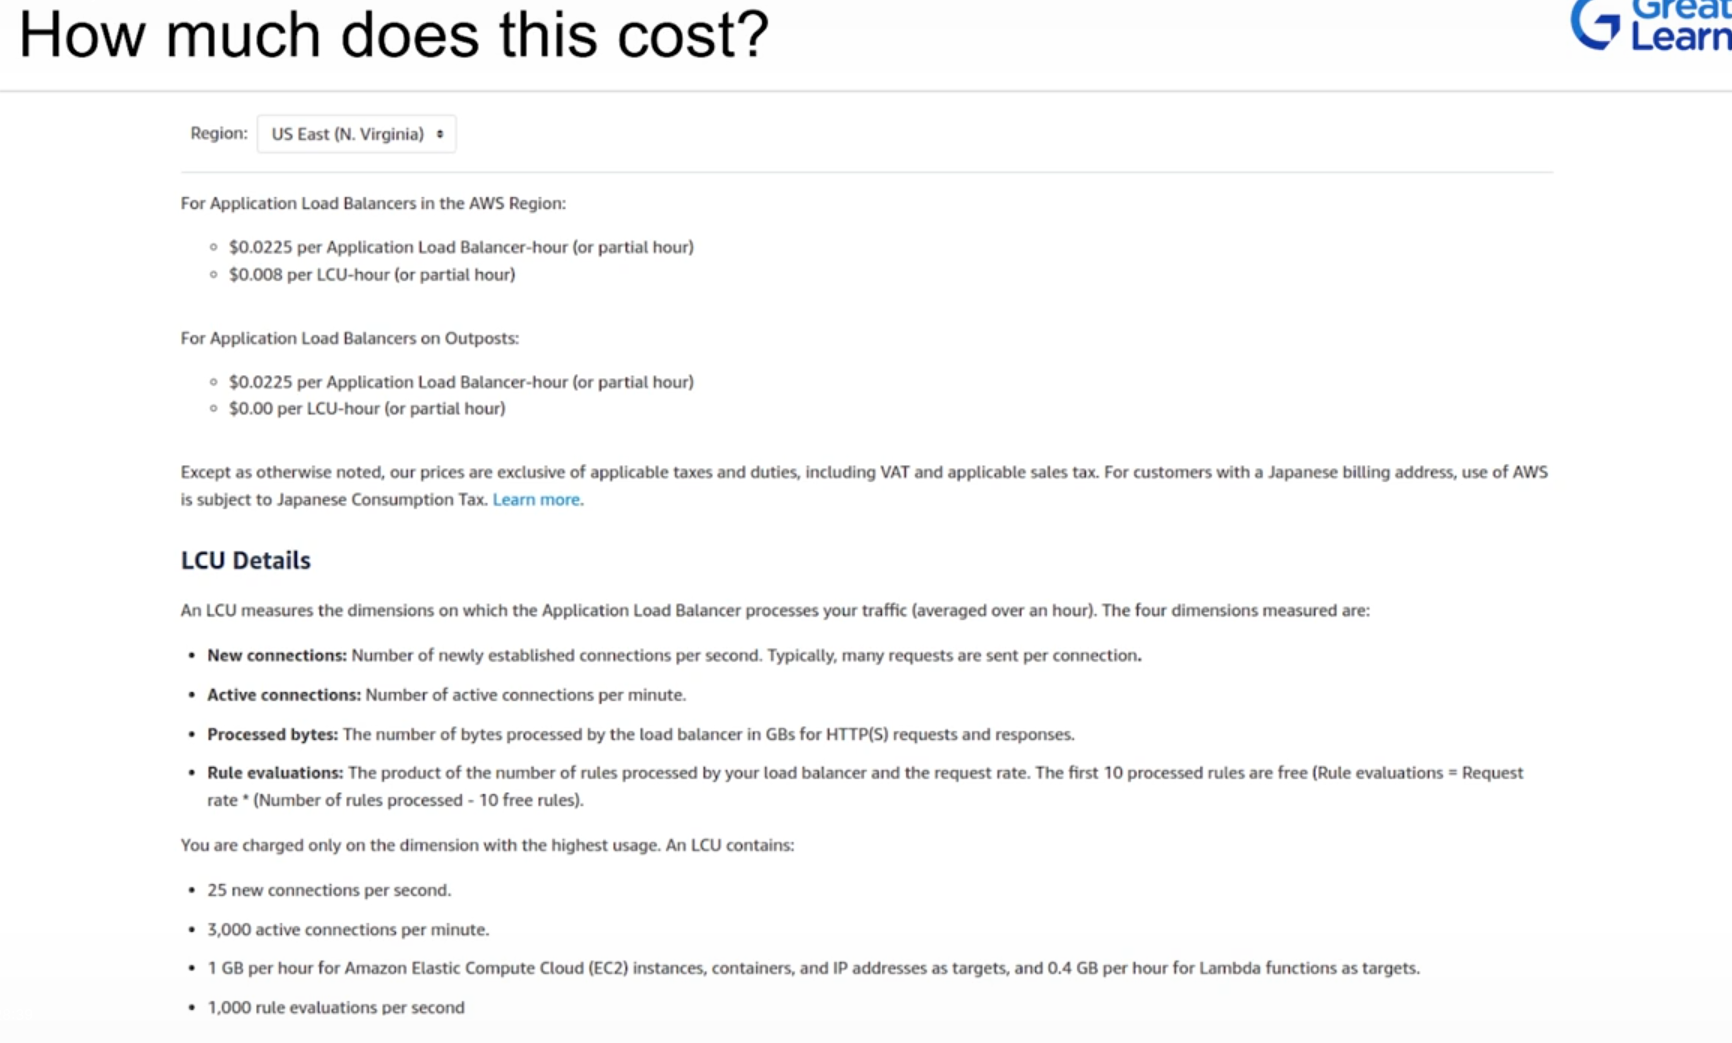 How much does this cost?
Great
Learn
Region: US East (N. Virginia)
For Application Load Balancers in the AWS Region:
$0.0225 per Application Load Balancer-hour (or partial hour)
$0.008 per LCU-hour (or partial hour)
For Application Load Balancers on Outposts:
$0.0225 per Application Load Balancer-hour (or partial hour)
$0.00 per LCU-hour (or partial hour)
Except as otherwise noted, our prices are exclusive of applicable taxes and duties, including VAT and applicable sales tax. For customers with a Japanese billing address, use of AWS
is subject to Japanese Consumption Tax. Learn more.
LCU Details
An LCU measures the dimensions on which the Application Load Balancer processes your traffic (averaged over an hour). The four dimensions measured are:
• New connections: Number of newly established connections per second. Typically, many requests are sent per connection.
• Active connections: Number of active connections per minute.
• Processed bytes: The number of bytes processed by the load balancer in GBs for HTTP(S) requests and responses.
• Rule evaluations: The product of the number of rules processed by your load balancer and the request rate. The first 10 processed rules are free (Rule evaluations = Request
rate * (Number of rules processed - 10 free rules).
You are charged only on the dimension with the highest usage. An LCU contains:
• 25 new connections per second.
• 3,000 active connections per minute.
• 1 GB per hour for Amazon Elastic Compute Cloud (EC2) instances, containers, and IP addresses as targets, and 0.4 GB per hour for Lambda functions as targets.
• 1,000 rule evaluations per second